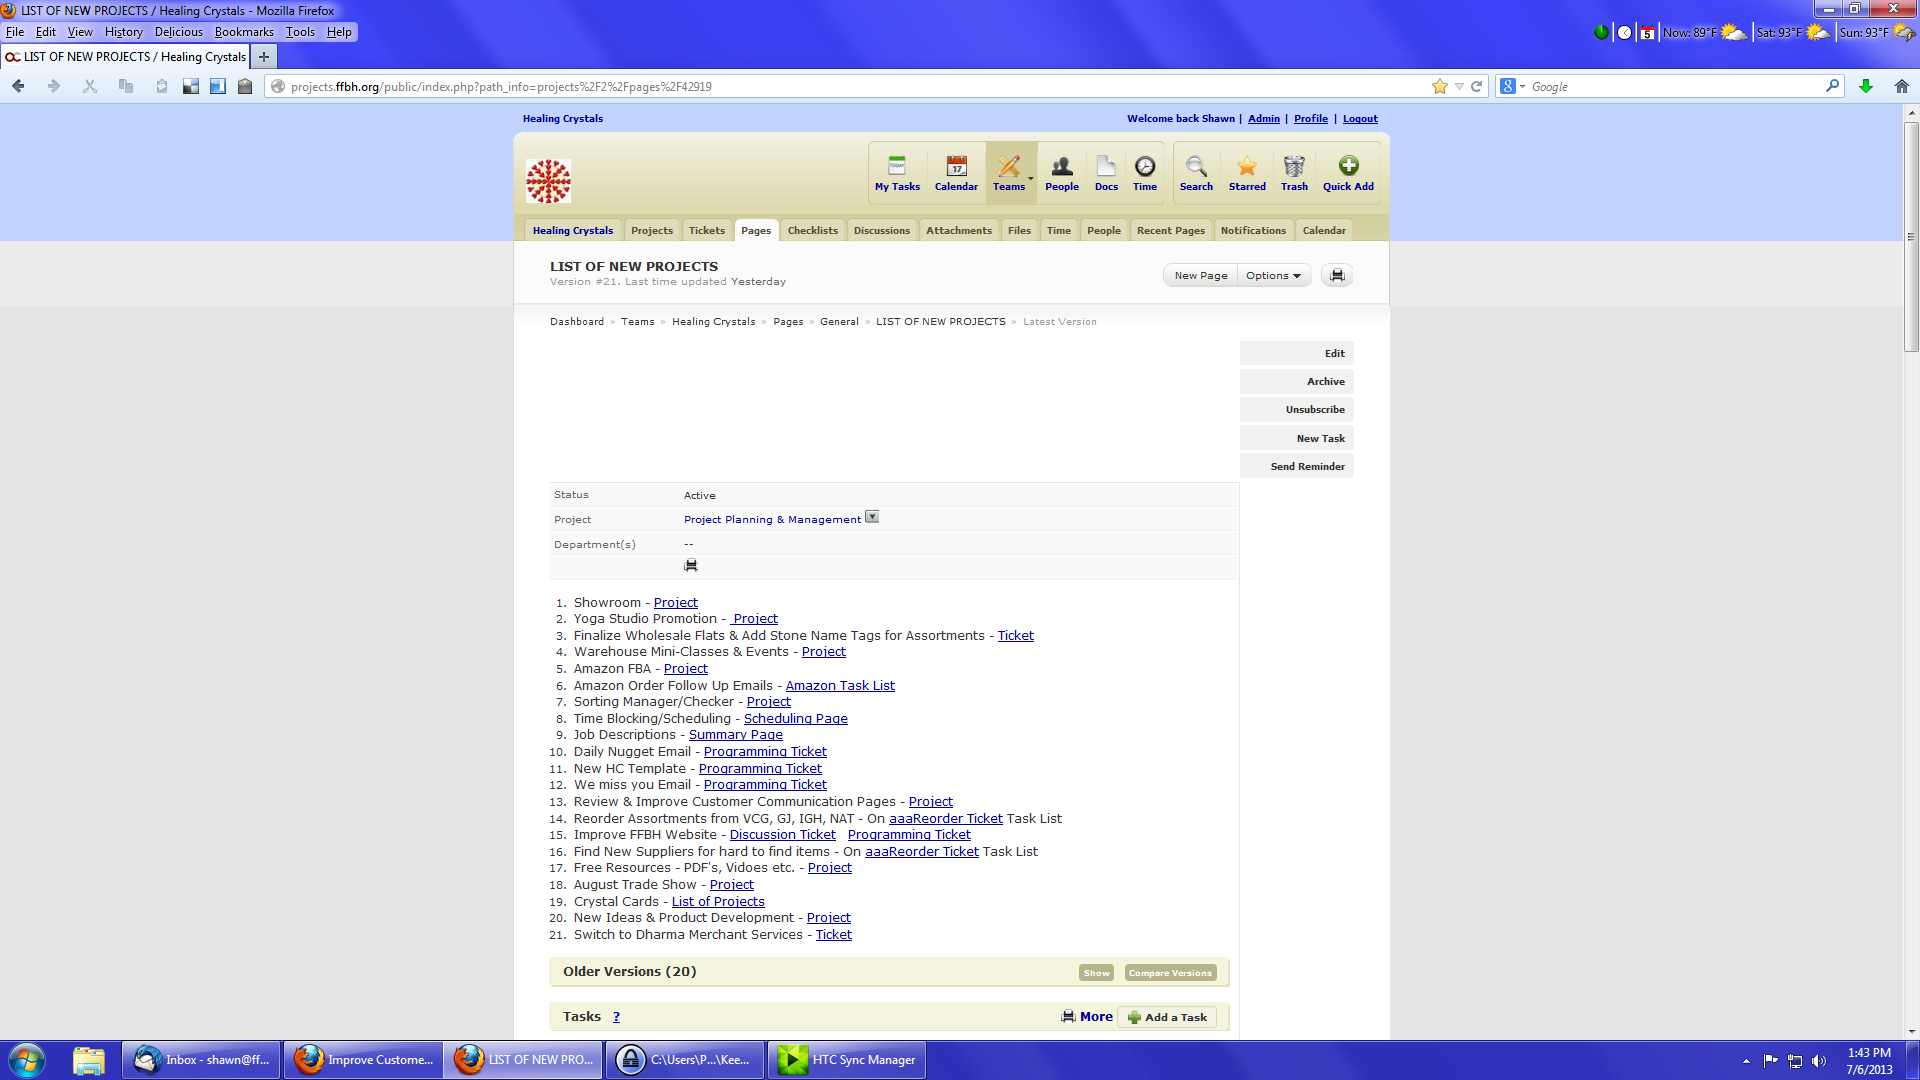 LIST OF NEW PROJECTS / Healing Crystals - Mozilla Firefox
File Edit View History Delicious Bookmarks Tools Help
5 Now: 89°F Sat: 93°F Sun: 93°F
LIST OF NEW PROJECTS / Healing Crystals
projects.ffbh.org/public/index.php?path_info=projects%2F2%2Fpages%2F42919
Google
Healing Crystals
Welcome back Shawn | Admin | Profile | Logout
My Tasks Calendar Teams People Docs Time Search Starred Trash Quick Add
Healing Crystals Projects Tickets Pages Checklists Discussions Attachments Files Time People Recent Pages Notifications Calendar
LIST OF NEW PROJECTS
Version #21. Last time updated Yesterday
New Page Options
Dashboard » Teams » Healing Crystals » Pages » General » LIST OF NEW PROJECTS » Latest Version
Edit
Archive
Unsubscribe
New Task
Send Reminder
Status Active
Project Project Planning & Management
Department(s) --
1. Showroom - Project
2. Yoga Studio Promotion - Project
3. Finalize Wholesale Flats & Add Stone Name Tags for Assortments - Ticket
4. Warehouse Mini-Classes & Events - Project
5. Amazon FBA - Project
6. Amazon Order Follow Up Emails - Amazon Task List
7. Sorting Manager/Checker - Project
8. Time Blocking/Scheduling - Scheduling Page
9. Job Descriptions - Summary Page
10. Daily Nugget Email - Programming Ticket
11. New HC Template - Programming Ticket
12. We miss you Email - Programming Ticket
13. Review & Improve Customer Communication Pages - Project
14. Reorder Assortments from VCG, GJ, IGH, NAT - On aaaReorder Ticket Task List
15. Improve FFBH Website - Discussion Ticket Programming Ticket
16. Find New Suppliers for hard to find items - On aaaReorder Ticket Task List
17. Free Resources - PDF's, Vidoes etc. - Project
18. August Trade Show - Project
19. Crystal Cards - List of Projects
20. New Ideas & Product Development - Project
21. Switch to Dharma Merchant Services - Ticket
Older Versions (20)
Show Compare Versions
Tasks ?
More Add a Task
Inbox - shawn@ff... Improve Custome... LIST OF NEW PRO... C:\Users\P...\Kee... HTC Sync Manager
1:43 PM
7/6/2013